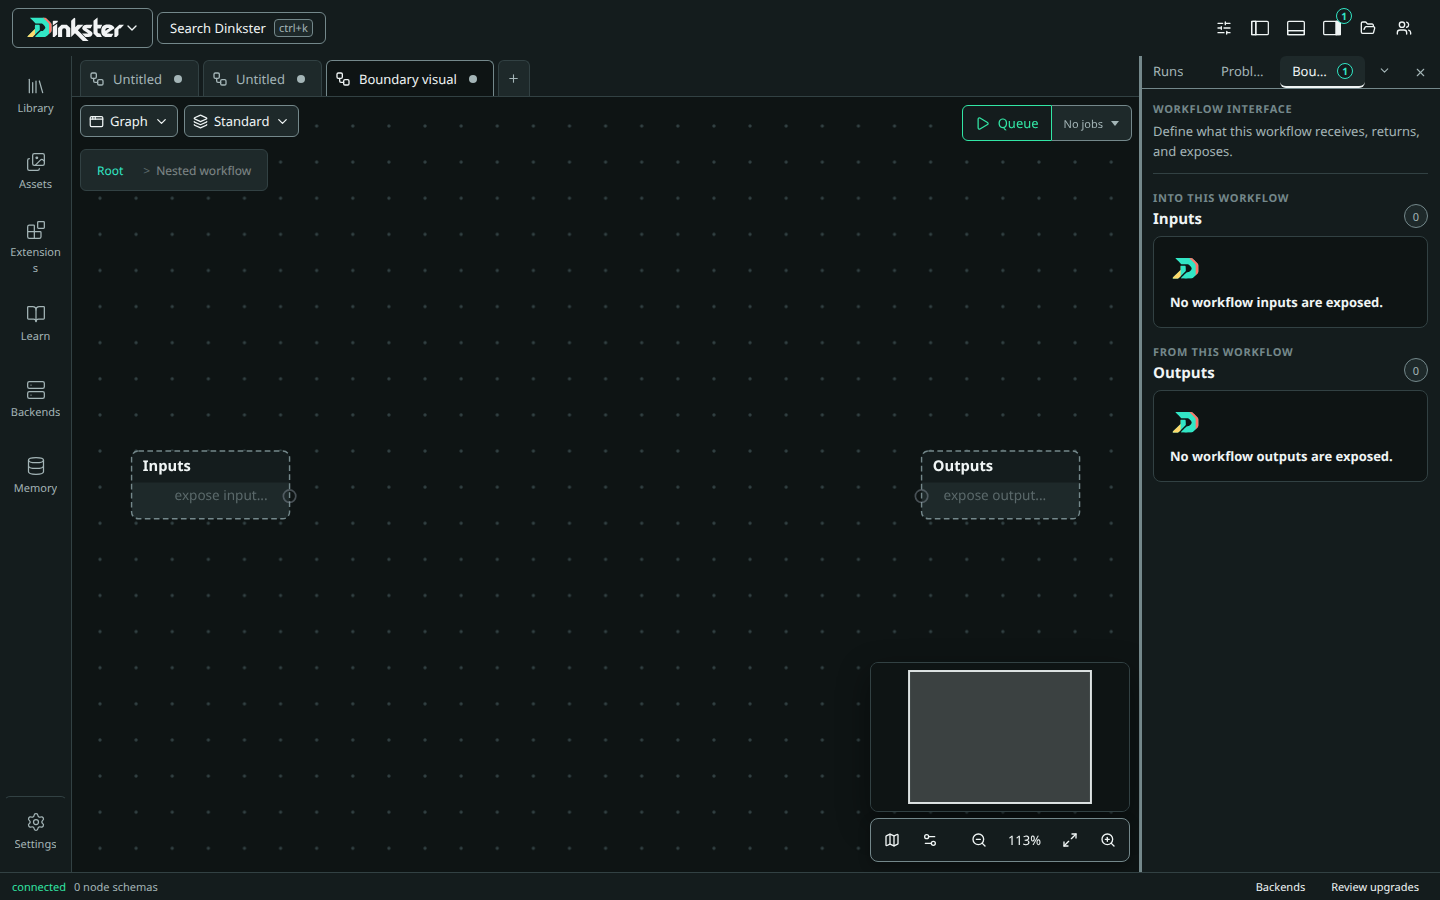 Dinkster
Search Dinkster ctrl+k
1
Library
Assets
Extension
s
Learn
Backends
Memory
Settings
Untitled
Untitled
Boundary visual
+
Graph
Standard
Queue
No jobs
Root > Nested workflow
Inputs
expose input...
Outputs
expose output...
113%
Runs
Probl...
Bou... 1
WORKFLOW INTERFACE
Define what this workflow receives, returns,
and exposes.
INTO THIS WORKFLOW
Inputs 0
No workflow inputs are exposed.
FROM THIS WORKFLOW
Outputs 0
No workflow outputs are exposed.
connected 0 node schemas
Backends
Review upgrades